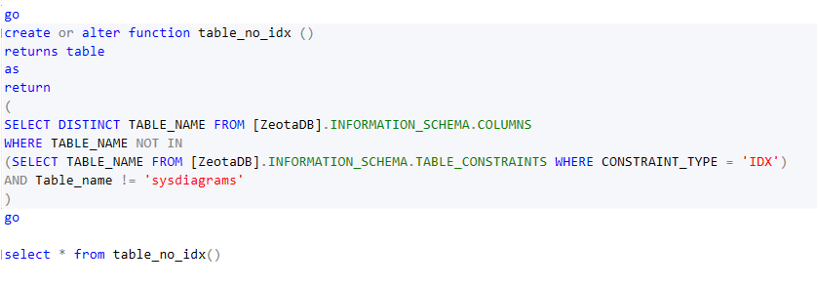 go
create or alter function table_no_idx ()
returns table
as
return
(
SELECT DISTINCT TABLE_NAME FROM [ZeotaDB].INFORMATION_SCHEMA.COLUMNS
WHERE TABLE_NAME NOT IN
(SELECT TABLE_NAME FROM [ZeotaDB].INFORMATION_SCHEMA.TABLE_CONSTRAINTS WHERE CONSTRAINT_TYPE = 'IDX')
AND Table_name != 'sysdiagrams'
)
go
select * from table_no_idx()